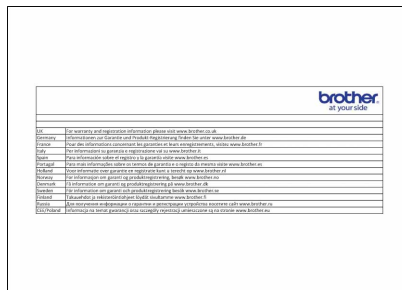 brother
at your side
UK For warranty and registration information please visit www.brother.co.uk
Germany Informationen zur Garantie und Produkt-Registrierung finden Sie unter www.brother.de
France Pour des informations concernant les garanties et leurs enregistrements, visitez www.brother.fr
Italy Per informazioni su garanzia e registrazione vai su www.brother.it
Spain Para información sobre el registro y la garantía visite www.brother.es
Portugal Para mais informações sobre os termos de garantia e o registo da mesma visite www.brother.es
Holland Voor informatie over garantie en registratie kunt u terecht op www.brother.nl
Norway For informasjon om garanti og produktregistrering, besøk www.brother.no
Denmark Få information om garanti og produktregistrering på www.brother.dk
Sweden För information om garanti och produktregistrering besök www.brother.se
Finland Takuuehdot ja rekisteröintiohjeet löydät sivultamme www.brother.fi
Russia Для получения информации о гарантии и регистрации устройства посетите сайт www.brother.ru
CEE/Poland Informacja na temat gwarancji oraz szczegóły rejestracji umieszczone są na stronie www.brother.eu